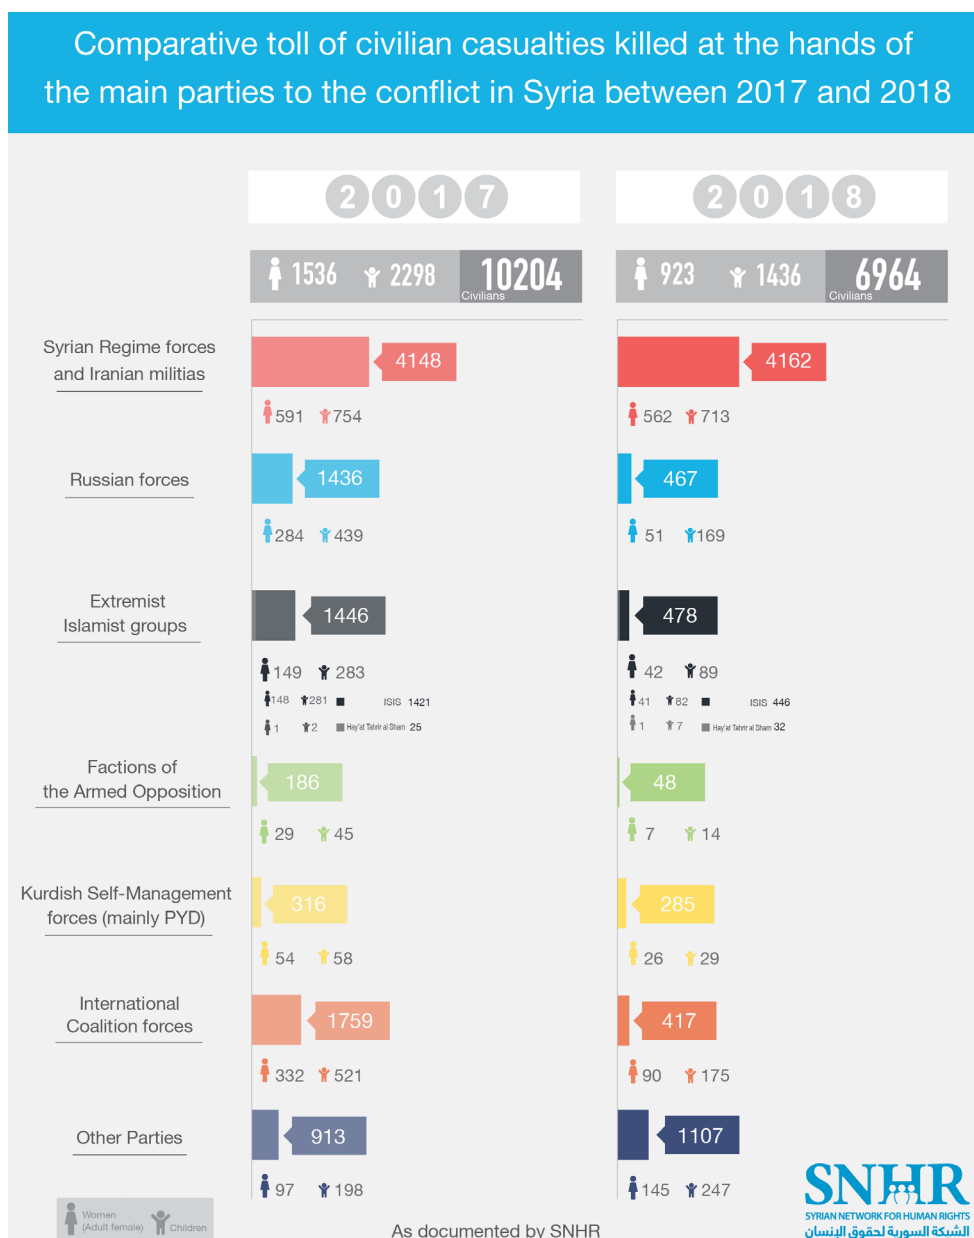 Comparative toll of civilian casualties killed at the hands of
the main parties to the conflict in Syria between 2017 and 2018
2017
2018
1536 2298 10204
Civilians
923 1436 6964
Civilians
Syrian Regime forces
and Iranian militias
4148
591 754
4162
562 713
Russian forces
1436
284 439
467
51 169
Extremist
Islamist groups
1446
149 283
148 281 ISIS 1421
1 2 Hay'at Tahrir al Sham 25
478
42 89
41 82 ISIS 446
1 7 Hay'at Tahrir al Sham 32
Factions of
the Armed Opposition
186
29 45
48
7 14
Kurdish Self-Management
forces (mainly PYD)
316
54 58
285
26 29
International
Coalition forces
1759
332 521
417
90 175
Other Parties
913
97 198
1107
145 247
Women
(Adult female)
Children
As documented by SNHR
SNHR
SYRIAN NETWORK FOR HUMAN RIGHTS
الشبكة السورية لحقوق الإنسان